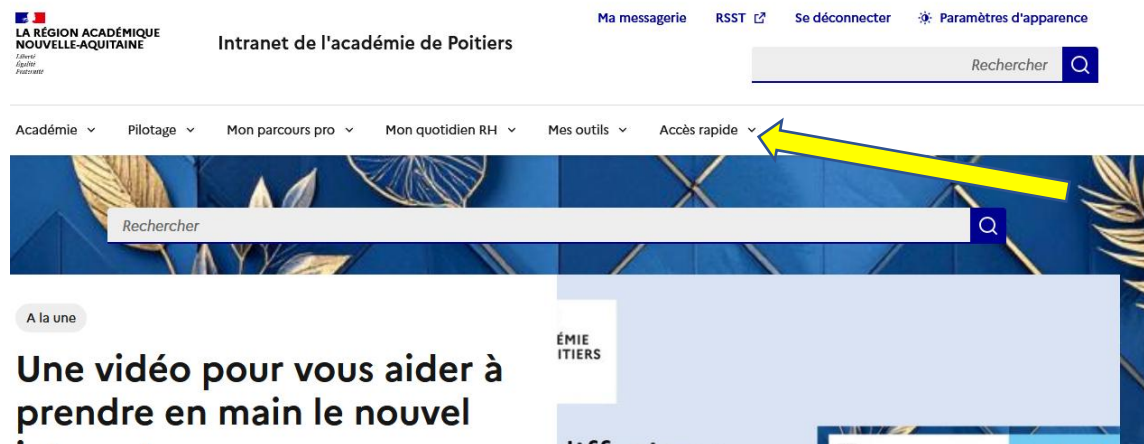 LA RÉGION ACADÉMIQUE
NOUVELLE-AQUITAINE
Liberté
Égalité
Fraternité
Intranet de l'académie de Poitiers
Ma messagerie RSST Se déconnecter Paramètres d'apparence
Rechercher
Académie Pilotage Mon parcours pro Mon quotidien RH Mes outils Accès rapide
Rechercher
A la une
Une vidéo pour vous aider à
prendre en main le nouvel
ÉMIE
ITIERS